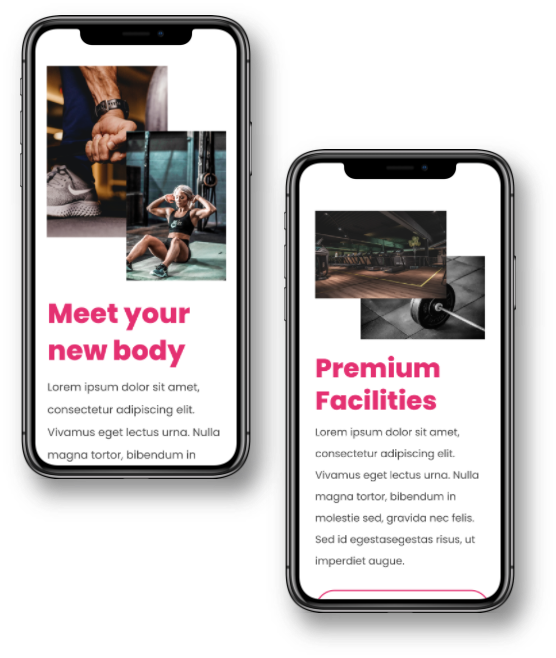 Meet your
new body
Lorem ipsum dolor sit amet,
consectetur adipiscing elit.
Vivamus eget lectus urna. Nulla
magna tortor, bibendum in
Premium
Facilities
Lorem ipsum dolor sit amet,
consectetur adipiscing elit.
Vivamus eget lectus urna. Nulla
magna tortor, bibendum in
molestie sed, gravida nec felis.
Sed id egestasegestas risus, ut
imperdiet augue.